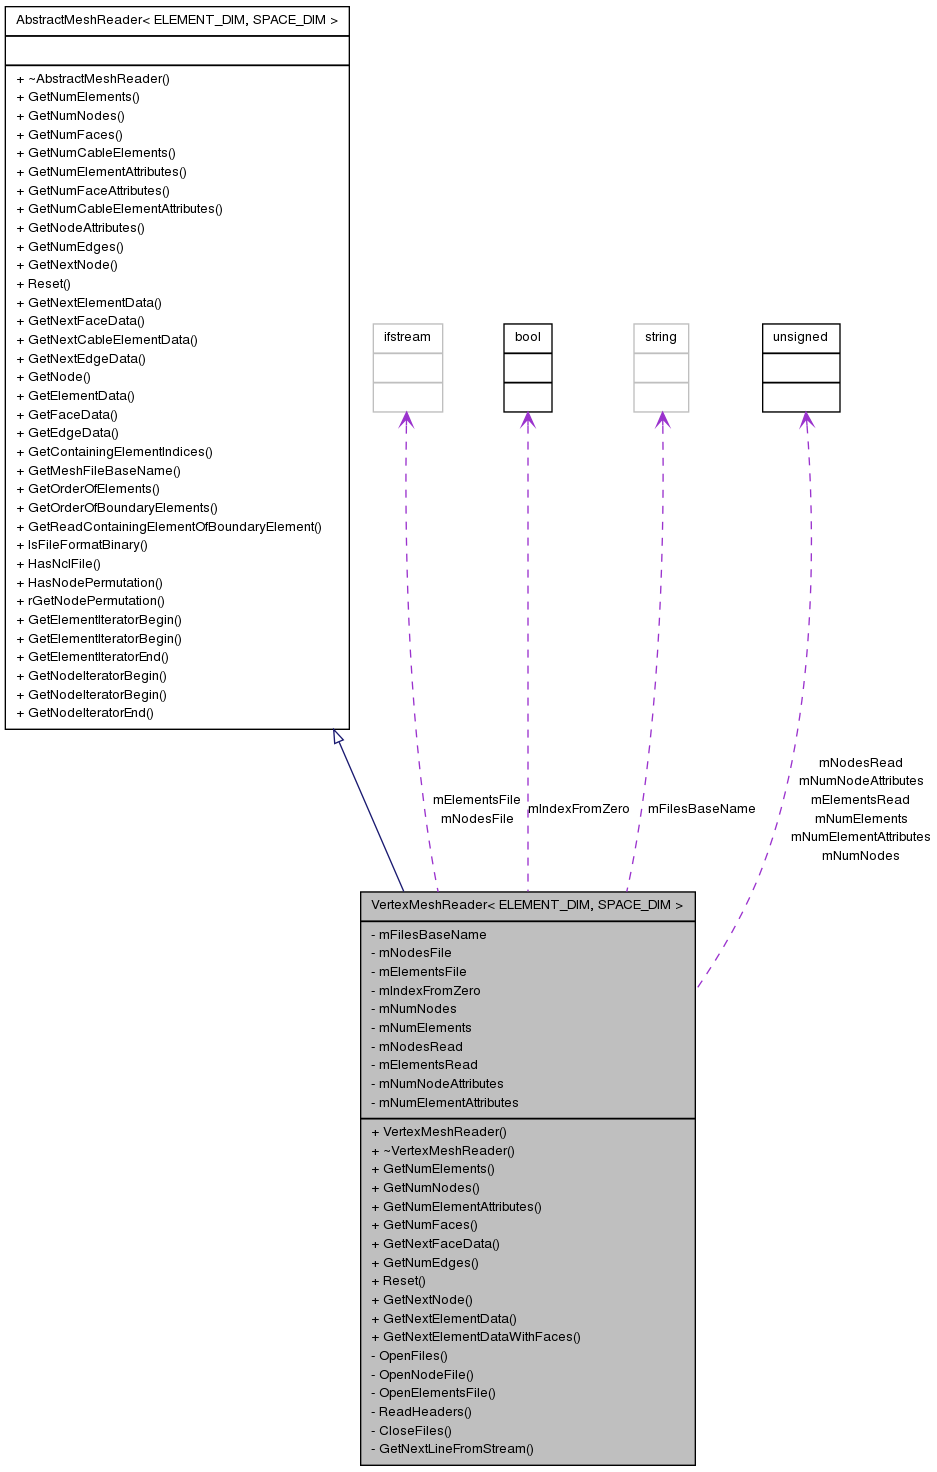 AbstractMeshReader< ELEMENT_DIM, SPACE_DIM >
+ ~AbstractMeshReader()
+ GetNumElements()
+ GetNumNodes()
+ GetNumFaces()
+ GetNumCableElements()
+ GetNumElementAttributes()
+ GetNumFaceAttributes()
+ GetNumCableElementAttributes()
+ GetNodeAttributes()
+ GetNumEdges()
+ GetNextNode()
+ Reset()
+ GetNextElementData()
+ GetNextFaceData()
+ GetNextCableElementData()
+ GetNextEdgeData()
+ GetNode()
+ GetElementData()
+ GetFaceData()
+ GetEdgeData()
+ GetContainingElementIndices()
+ GetMeshFileBaseName()
+ GetOrderOfElements()
+ GetOrderOfBoundaryElements()
+ GetReadContainingElementOfBoundaryElement()
+ IsFileFormatBinary()
+ HasNclFile()
+ HasNodePermutation()
+ rGetNodePermutation()
+ GetElementIteratorBegin()
+ GetElementIteratorBegin()
+ GetElementIteratorEnd()
+ GetNodeIteratorBegin()
+ GetNodeIteratorBegin()
+ GetNodeIteratorEnd()
ifstream
bool
string
unsigned
mElementsFile
mNodesFile
mIndexFromZero
mFilesBaseName
mNodesRead
mNumNodeAttributes
mElementsRead
mNumElements
mNumElementAttributes
mNumNodes
VertexMeshReader< ELEMENT_DIM, SPACE_DIM >
- mFilesBaseName
- mNodesFile
- mElementsFile
- mIndexFromZero
- mNumNodes
- mNumElements
- mNodesRead
- mElementsRead
- mNumNodeAttributes
- mNumElementAttributes
+ VertexMeshReader()
+ ~VertexMeshReader()
+ GetNumElements()
+ GetNumNodes()
+ GetNumElementAttributes()
+ GetNumFaces()
+ GetNextFaceData()
+ GetNumEdges()
+ Reset()
+ GetNextNode()
+ GetNextElementData()
+ GetNextElementDataWithFaces()
- OpenFiles()
- OpenNodeFile()
- OpenElementsFile()
- ReadHeaders()
- CloseFiles()
- GetNextLineFromStream()